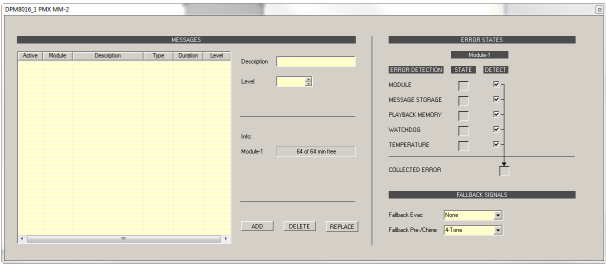 DPM8016_1 PMX MM-2
MESSAGES
Active Module Description Type Duration Level
Description
Level
Info:
Module-1 64 of 64 min free
ADD DELETE REPLACE
ERROR STATES
Module-1
ERROR DETECTION STATE DETECT
MODULE
MESSAGE STORAGE
PLAYBACK MEMORY
WATCHDOG
TEMPERATURE
COLLECTED ERROR
FALLBACK SIGNALS
Fallback Evac None
Fallback Pre-/Chime 4-Tone